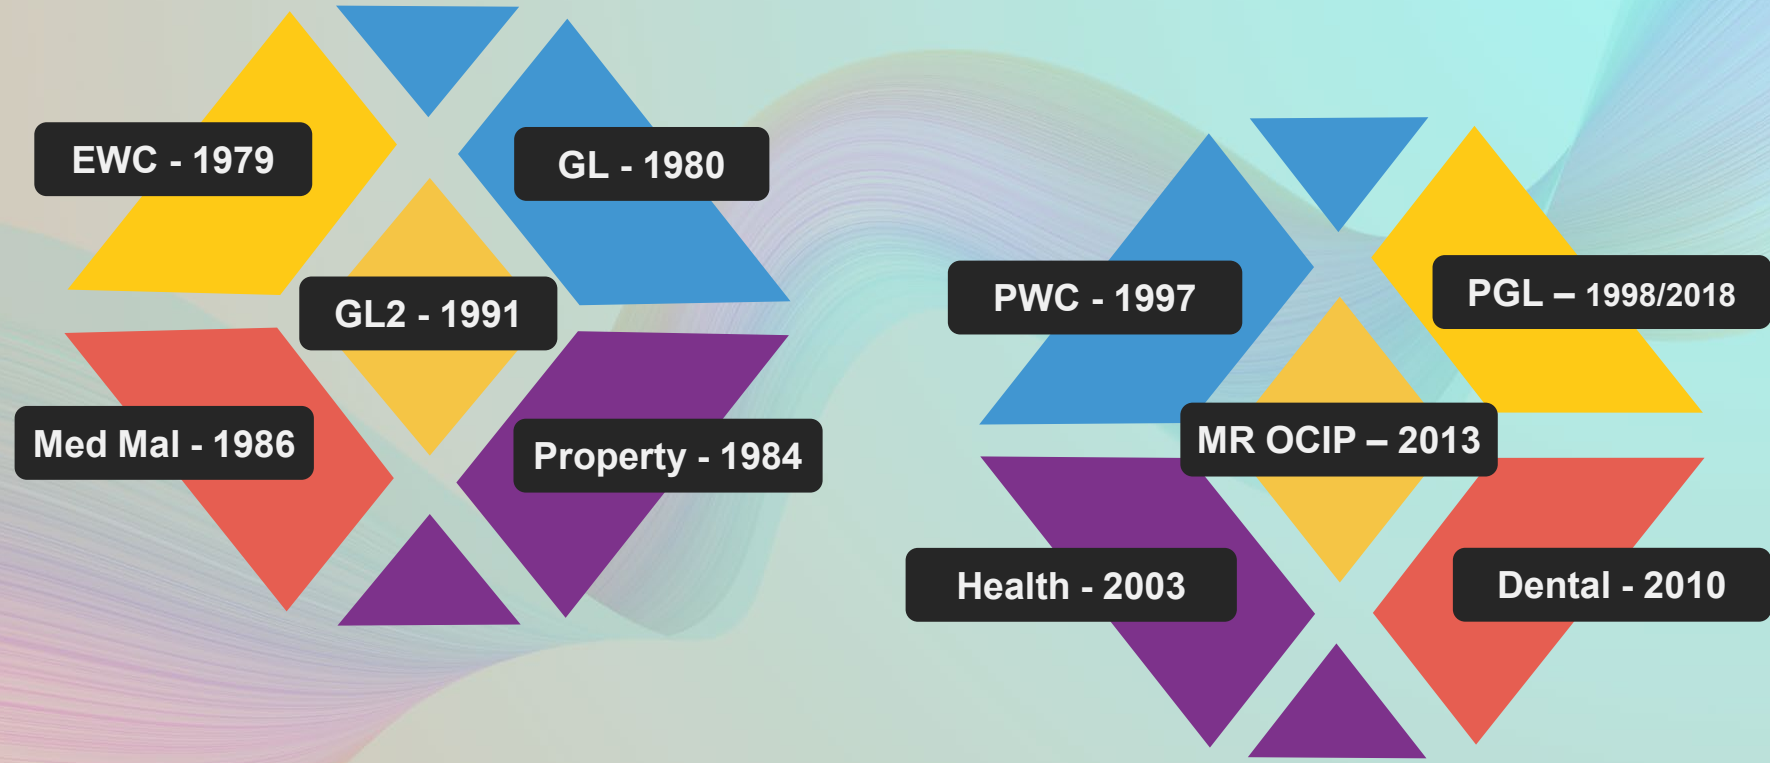 EWC - 1979
GL - 1980
GL2 - 1991
Med Mal - 1986
Property - 1984
PWC - 1997
PGL – 1998/2018
MR OCIP – 2013
Health - 2003
Dental - 2010